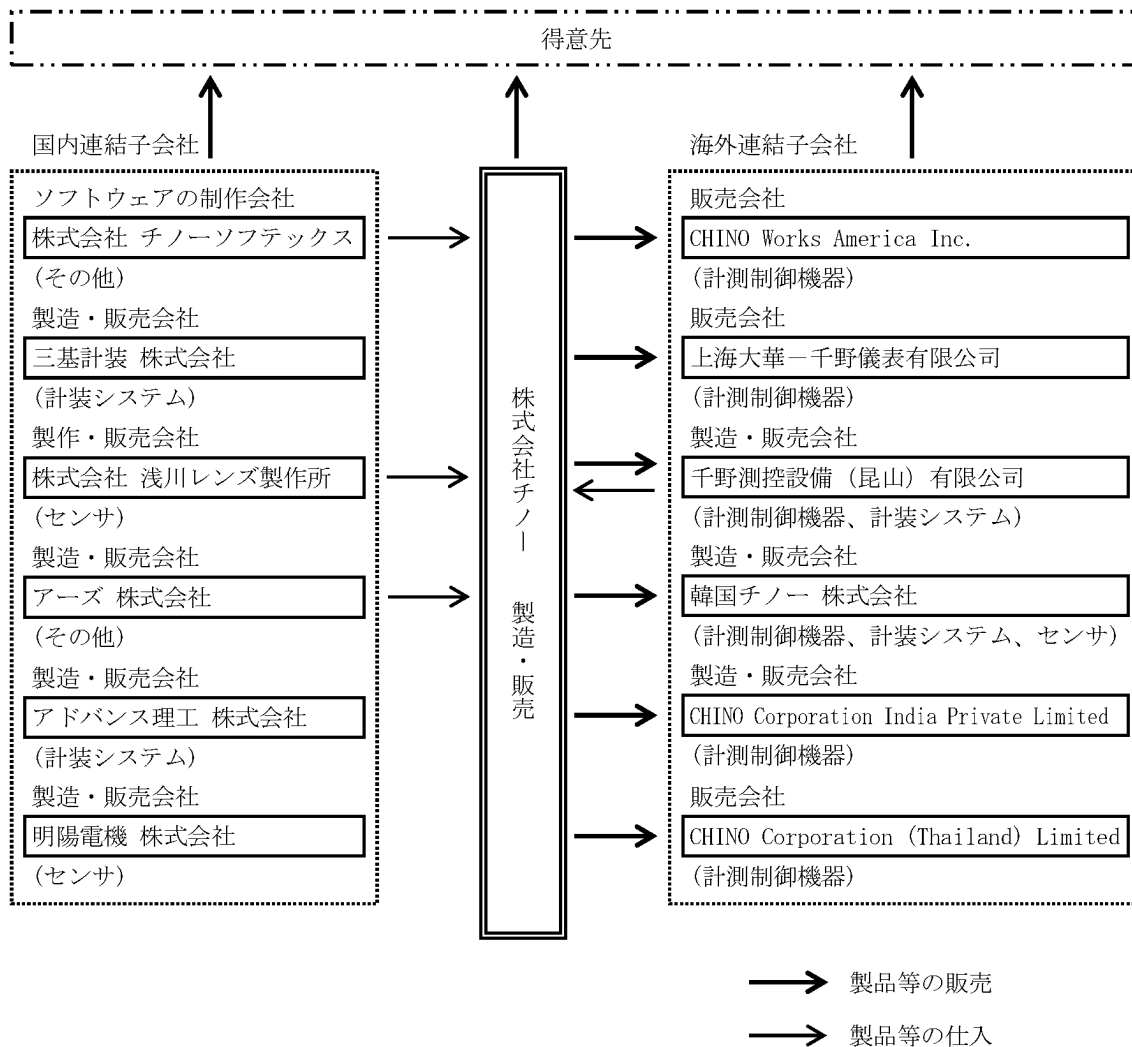 得意先
国内連結子会社
ソフトウェアの制作会社
株式会社 チノーソフテックス
(その他)
製造・販売会社
三基計装 株式会社
(計装システム)
製作・販売会社
株式会社 浅川レンズ製作所
(センサ)
製造・販売会社
アーズ 株式会社
(その他)
製造・販売会社
アドバンス理工 株式会社
(計装システム)
製造・販売会社
明陽電機 株式会社
(センサ)
株式会社チノー 製造・販売
海外連結子会社
販売会社
CHINO Works America Inc.
(計測制御機器)
販売会社
上海大華－千野儀表有限公司
(計測制御機器)
製造・販売会社
千野測控設備（昆山）有限公司
(計測制御機器、計装システム)
製造・販売会社
韓国チノー 株式会社
(計測制御機器、計装システム、センサ)
製造・販売会社
CHINO Corporation India Private Limited
(計測制御機器)
販売会社
CHINO Corporation (Thailand) Limited
(計測制御機器)
製品等の販売
製品等の仕入